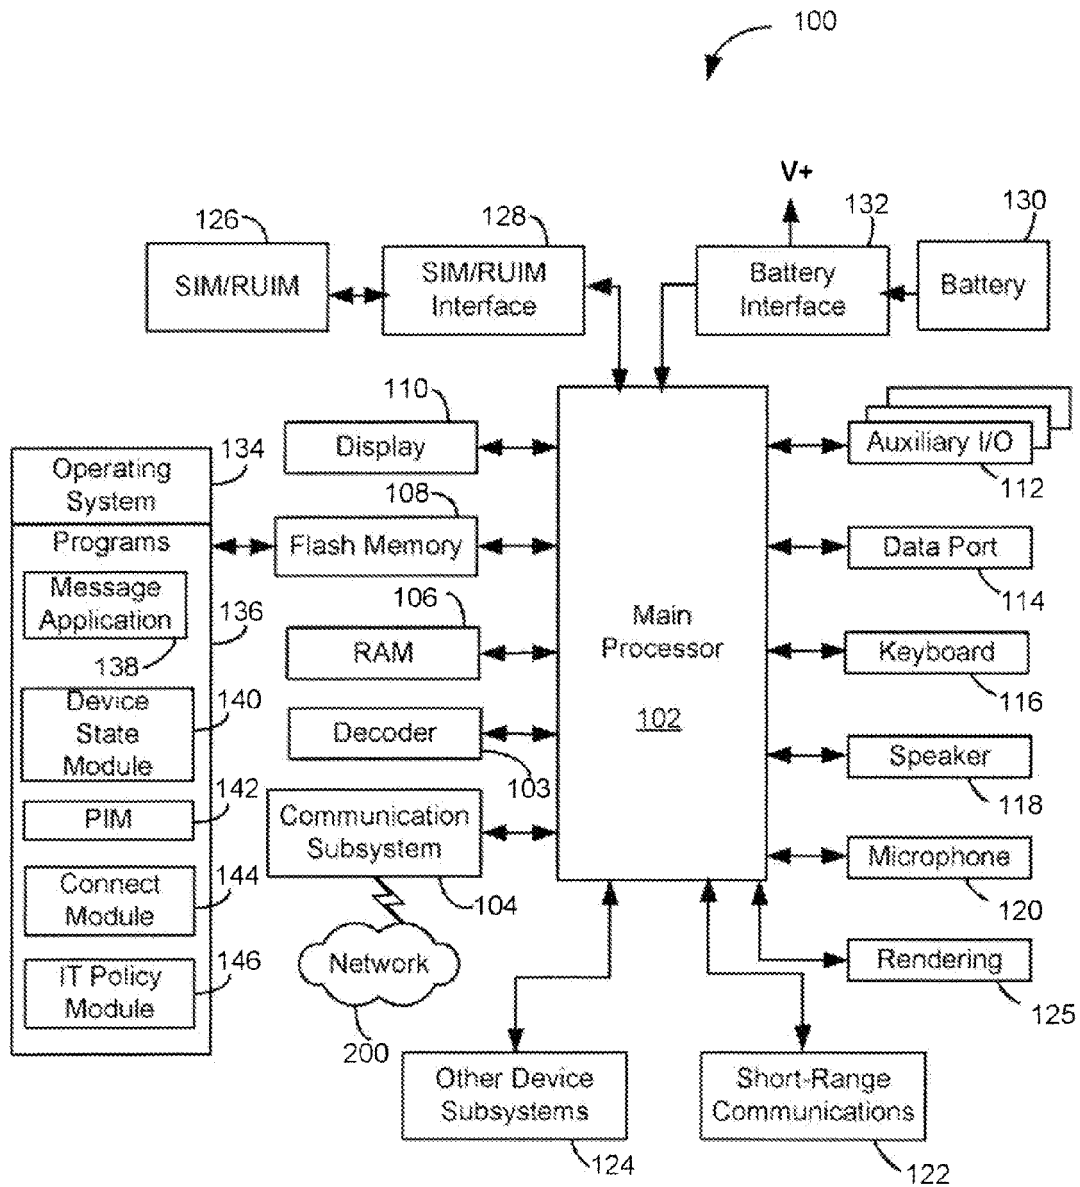 100
V+
126
128
132
130
SIM/RUIM
SIM/RUIM
Interface
Battery
Interface
Battery
110
Display
Auxiliary I/O
112
Operating
System
134
108
Programs
Flash Memory
Data Port
114
Message
Application
138
136
106
RAM
Main
Processor
102
Keyboard
116
Device
State
Module
140
Decoder
103
Speaker
118
PIM
142
Communication
Subsystem
104
Microphone
120
Connect
Module
144
Network
200
Rendering
125
IT Policy
Module
146
Other Device
Subsystems
124
Short-Range
Communications
122